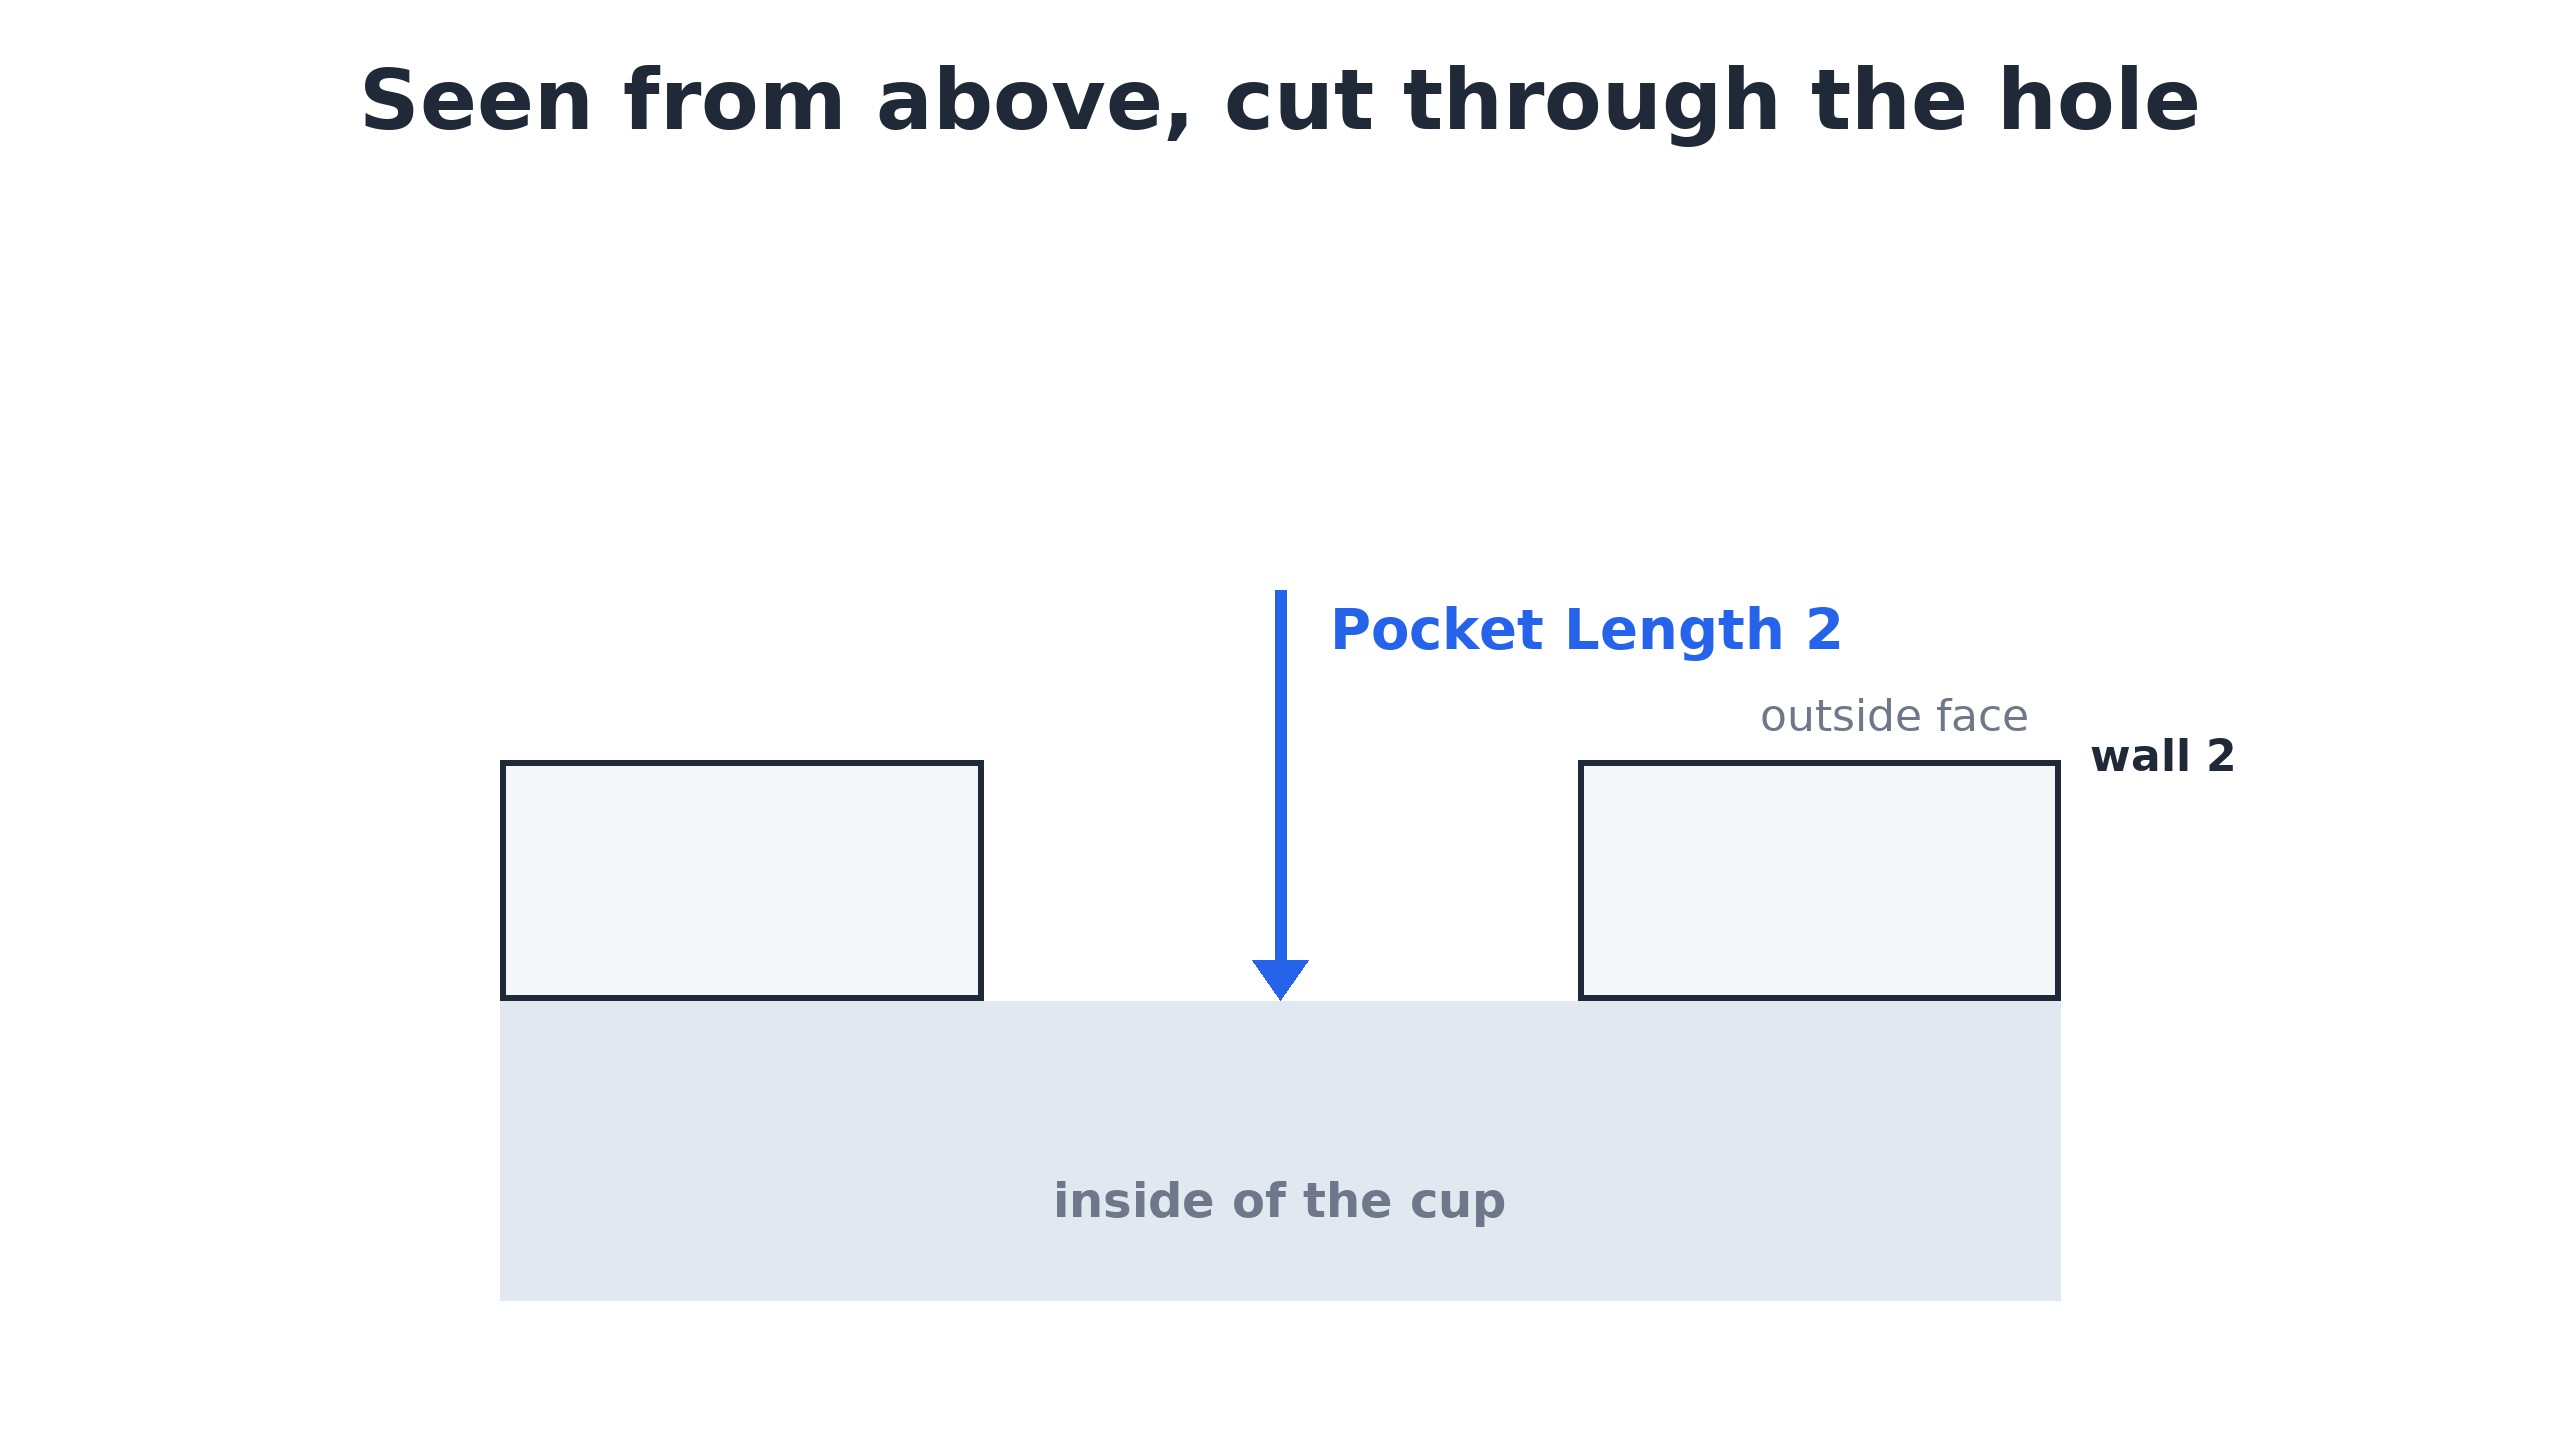 Seen from above, cut through the hole
Pocket Length 2
outside face
wall 2
inside of the cup